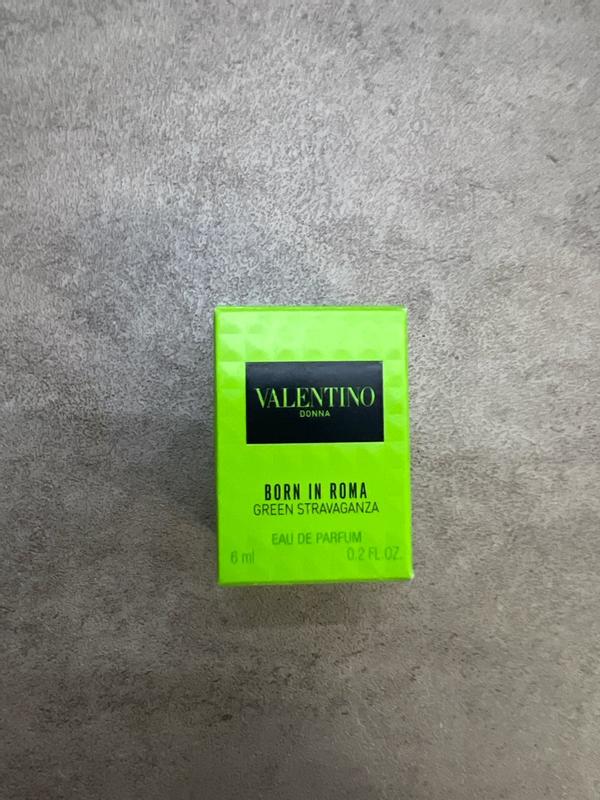 VALENTINO
DONNA
BORN IN ROMA
GREEN STRAVAGANZA
EAU DE PARFUM
6 ml 0.2 FL.OZ.